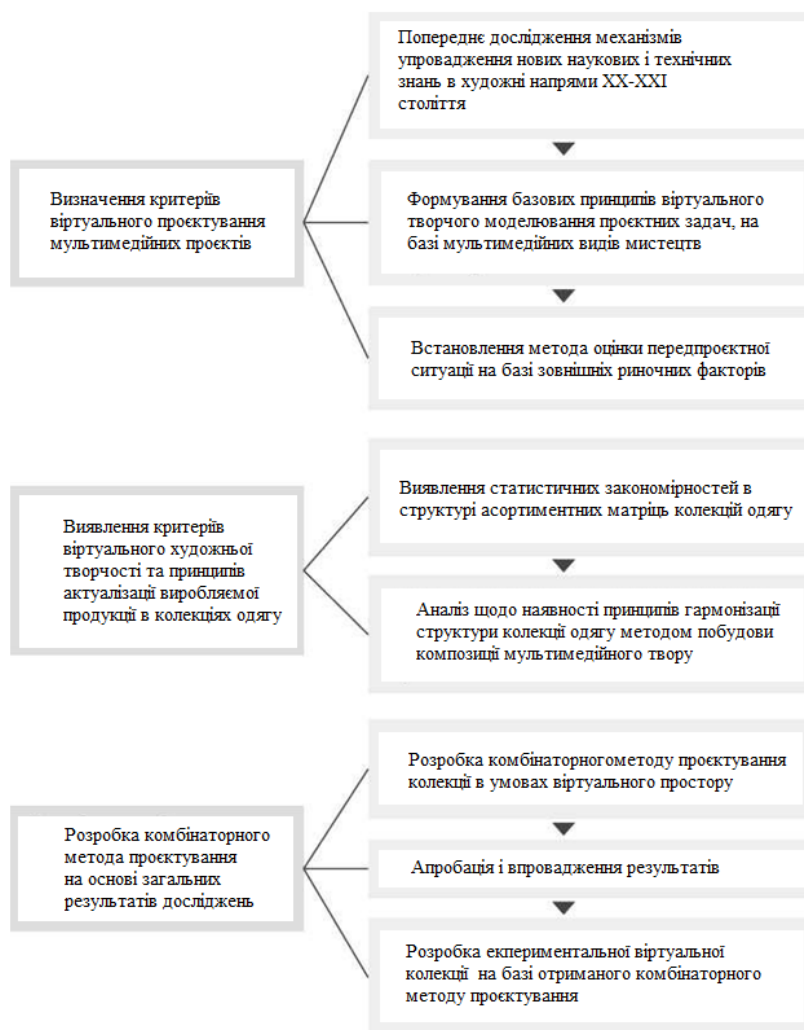 Попереднє дослідження механізмів
упровадження нових наукових і технічних
знань в художні напрями XX-XXI
століття
Визначення критеріїв
віртуального проєктування
мультимедійних проєктів
Формування базових принципів віртуального
творчого моделювання проєктних задач, на
базі мультимедійних видів мистецтв
Встановлення метода оцінки передпроєктної
ситуації на базі зовнішніх риночних факторів
Виявлення критеріїв
віртуального художньої
творчості та принципів
актуалізації виробляємої
продукції в колекціях одягу
Виявлення статистичних закономірностей в
структурі асортиментних матріць колекцій одягу
Аналіз щодо наявності принципів гармонізації
структури колекції одягу методом побудови
композиції мультимедійного твору
Розробка комбінаторного
метода проєктування
на основі загальних
результатів досліджень
Розробка комбінаторногометоду проєктування
колекції в умовах віртуального простору
Апробація і впровадження результатів
Розробка екпериментальної віртуальної
колекції на базі отриманого комбінаторного
методу проєктування